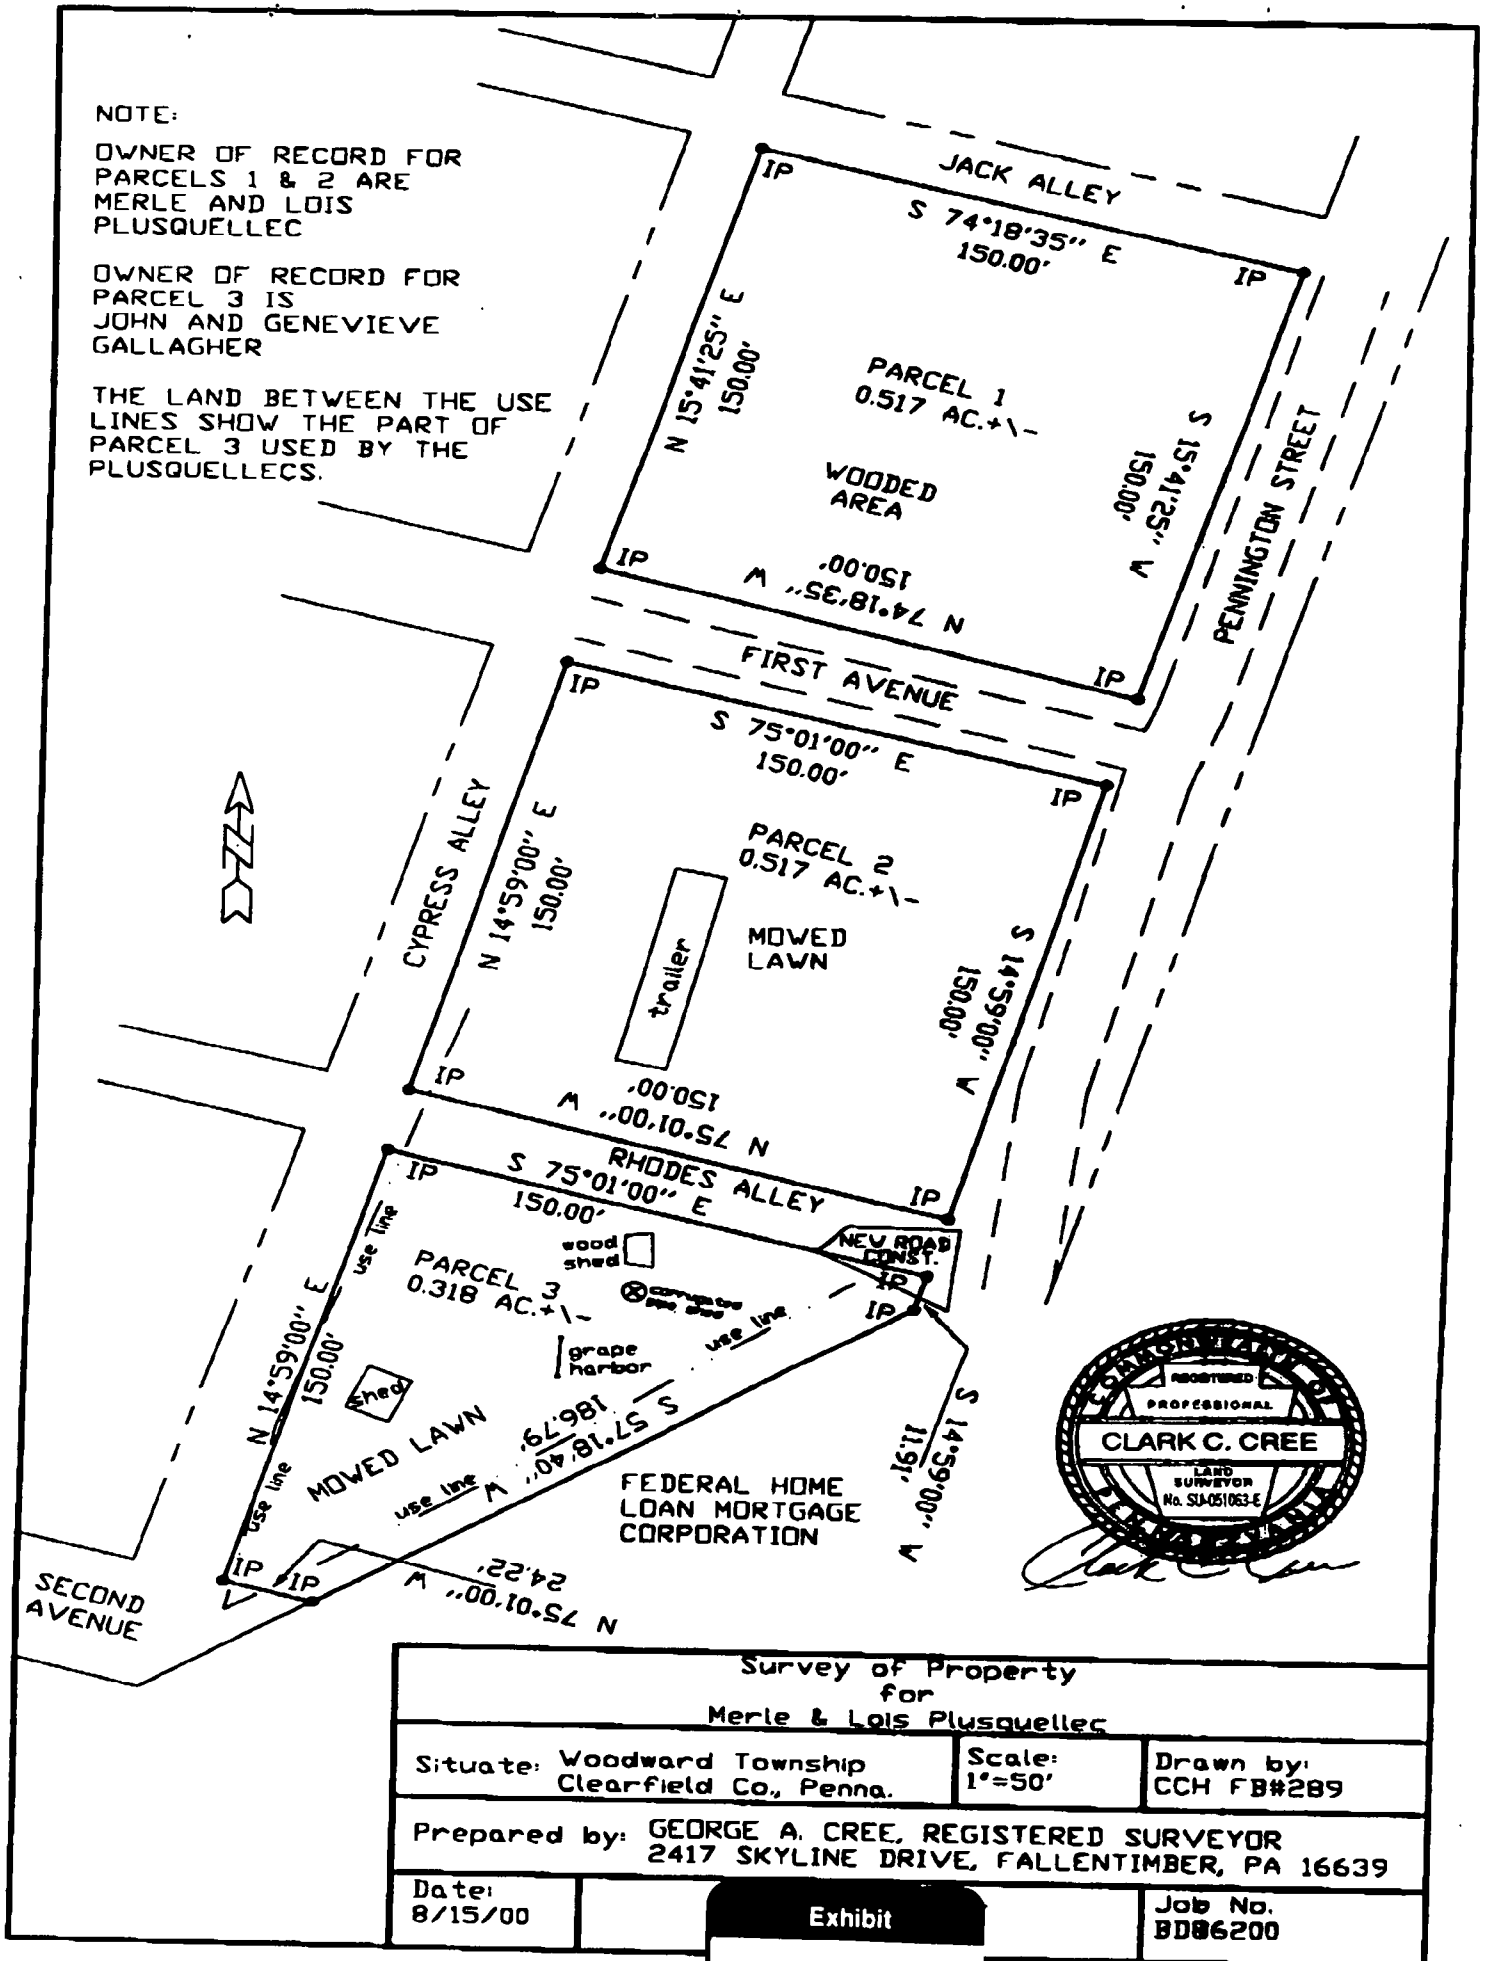 NOTE:
OWNER OF RECORD FOR
PARCELS 1 & 2 ARE
MERLE AND LOIS
PLUSQUELLEC
OWNER OF RECORD FOR
PARCEL 3 IS
JOHN AND GENEVIEVE
GALLAGHER
THE LAND BETWEEN THE USE
LINES SHOW THE PART OF
PARCEL 3 USED BY THE
PLUSQUELLECS.
JACK ALLEY
IP
S 74°18'35" E
150.00'
IP
N 15°41'25" E
150.00'
PARCEL 1
0.517 AC.+\-
WOODED
AREA
S 15°41'25" W
150.00'
PENNINGTON STREET
IP
150.00'
N 74°18'35" W
IP
FIRST AVENUE
IP
S 75°01'00" E
150.00'
IP
CYPRESS ALLEY
N 14°59'00" E
150.00'
PARCEL 2
0.517 AC.+\-
trailer
MOWED
LAWN
S 14°59'00" W
150.00'
N
IP
150.00'
N 75°01'00" W
IP
RHODES ALLEY
IP
S 75°01'00" E
150.00'
NEW ROAD
CONST.
IP
IP
use line
wood
shed
PARCEL 3
0.318 AC.+\-
use line
grape
harbor
N 14°59'00" E
150.00'
shed
MOWED LAWN
186.79'
S 57°18'40" W
use line
use line
S 14°59'00" W
11.91'
FEDERAL HOME
LOAN MORTGAGE
CORPORATION
IP
IP
24.22'
N 75°01'00" W
SECOND
AVENUE
COMMONWEALTH OF
REGISTERED
PROFESSIONAL
CLARK C. CREE
LAND
SURVEYOR
No. SU-051063-E
PENNSYLVANIA
Survey of Property
for
Merle & Lois Plusquellec
Situate: Woodward Township
Clearfield Co., Penna.
Scale:
1"=50'
Drawn by:
CCH FB#289
Prepared by: GEORGE A. CREE, REGISTERED SURVEYOR
2417 SKYLINE DRIVE, FALLENTIMBER, PA 16639
Date:
8/15/00
Exhibit
Job No.
BD86200